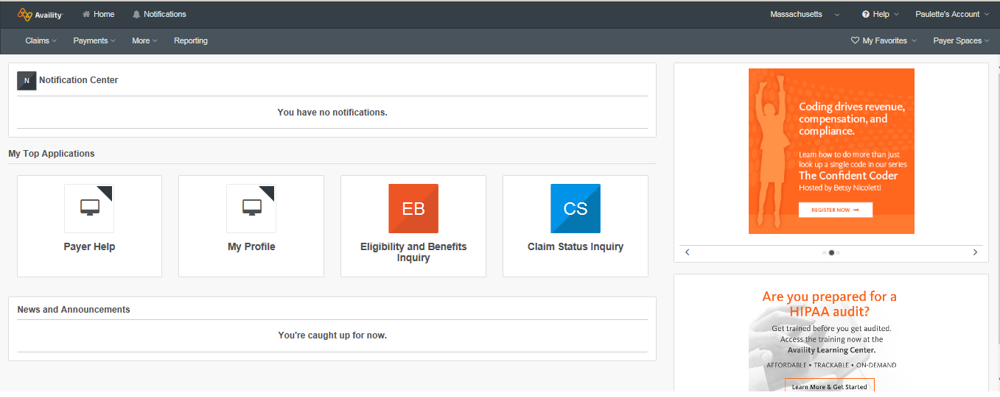 Availity Home Notifications Massachusetts Help Paulette's Account
Claims Payments More Reporting My Favorites Payer Spaces
N Notification Center
You have no notifications.
My Top Applications
Payer Help
My Profile
EB
Eligibility and Benefits
Inquiry
CS
Claim Status Inquiry
News and Announcements
You're caught up for now.
Coding drives revenue,
compensation, and
compliance.
Learn how to do more than just
look up a single code in our series
The Confident Coder
Hosted by Betsy Nicoletti
REGISTER NOW
Are you prepared for a
HIPAA audit?
Get trained before you get audited.
Access the training now at the
Availity Learning Center.
AFFORDABLE • TRACKABLE • ON-DEMAND
Learn More & Get Started